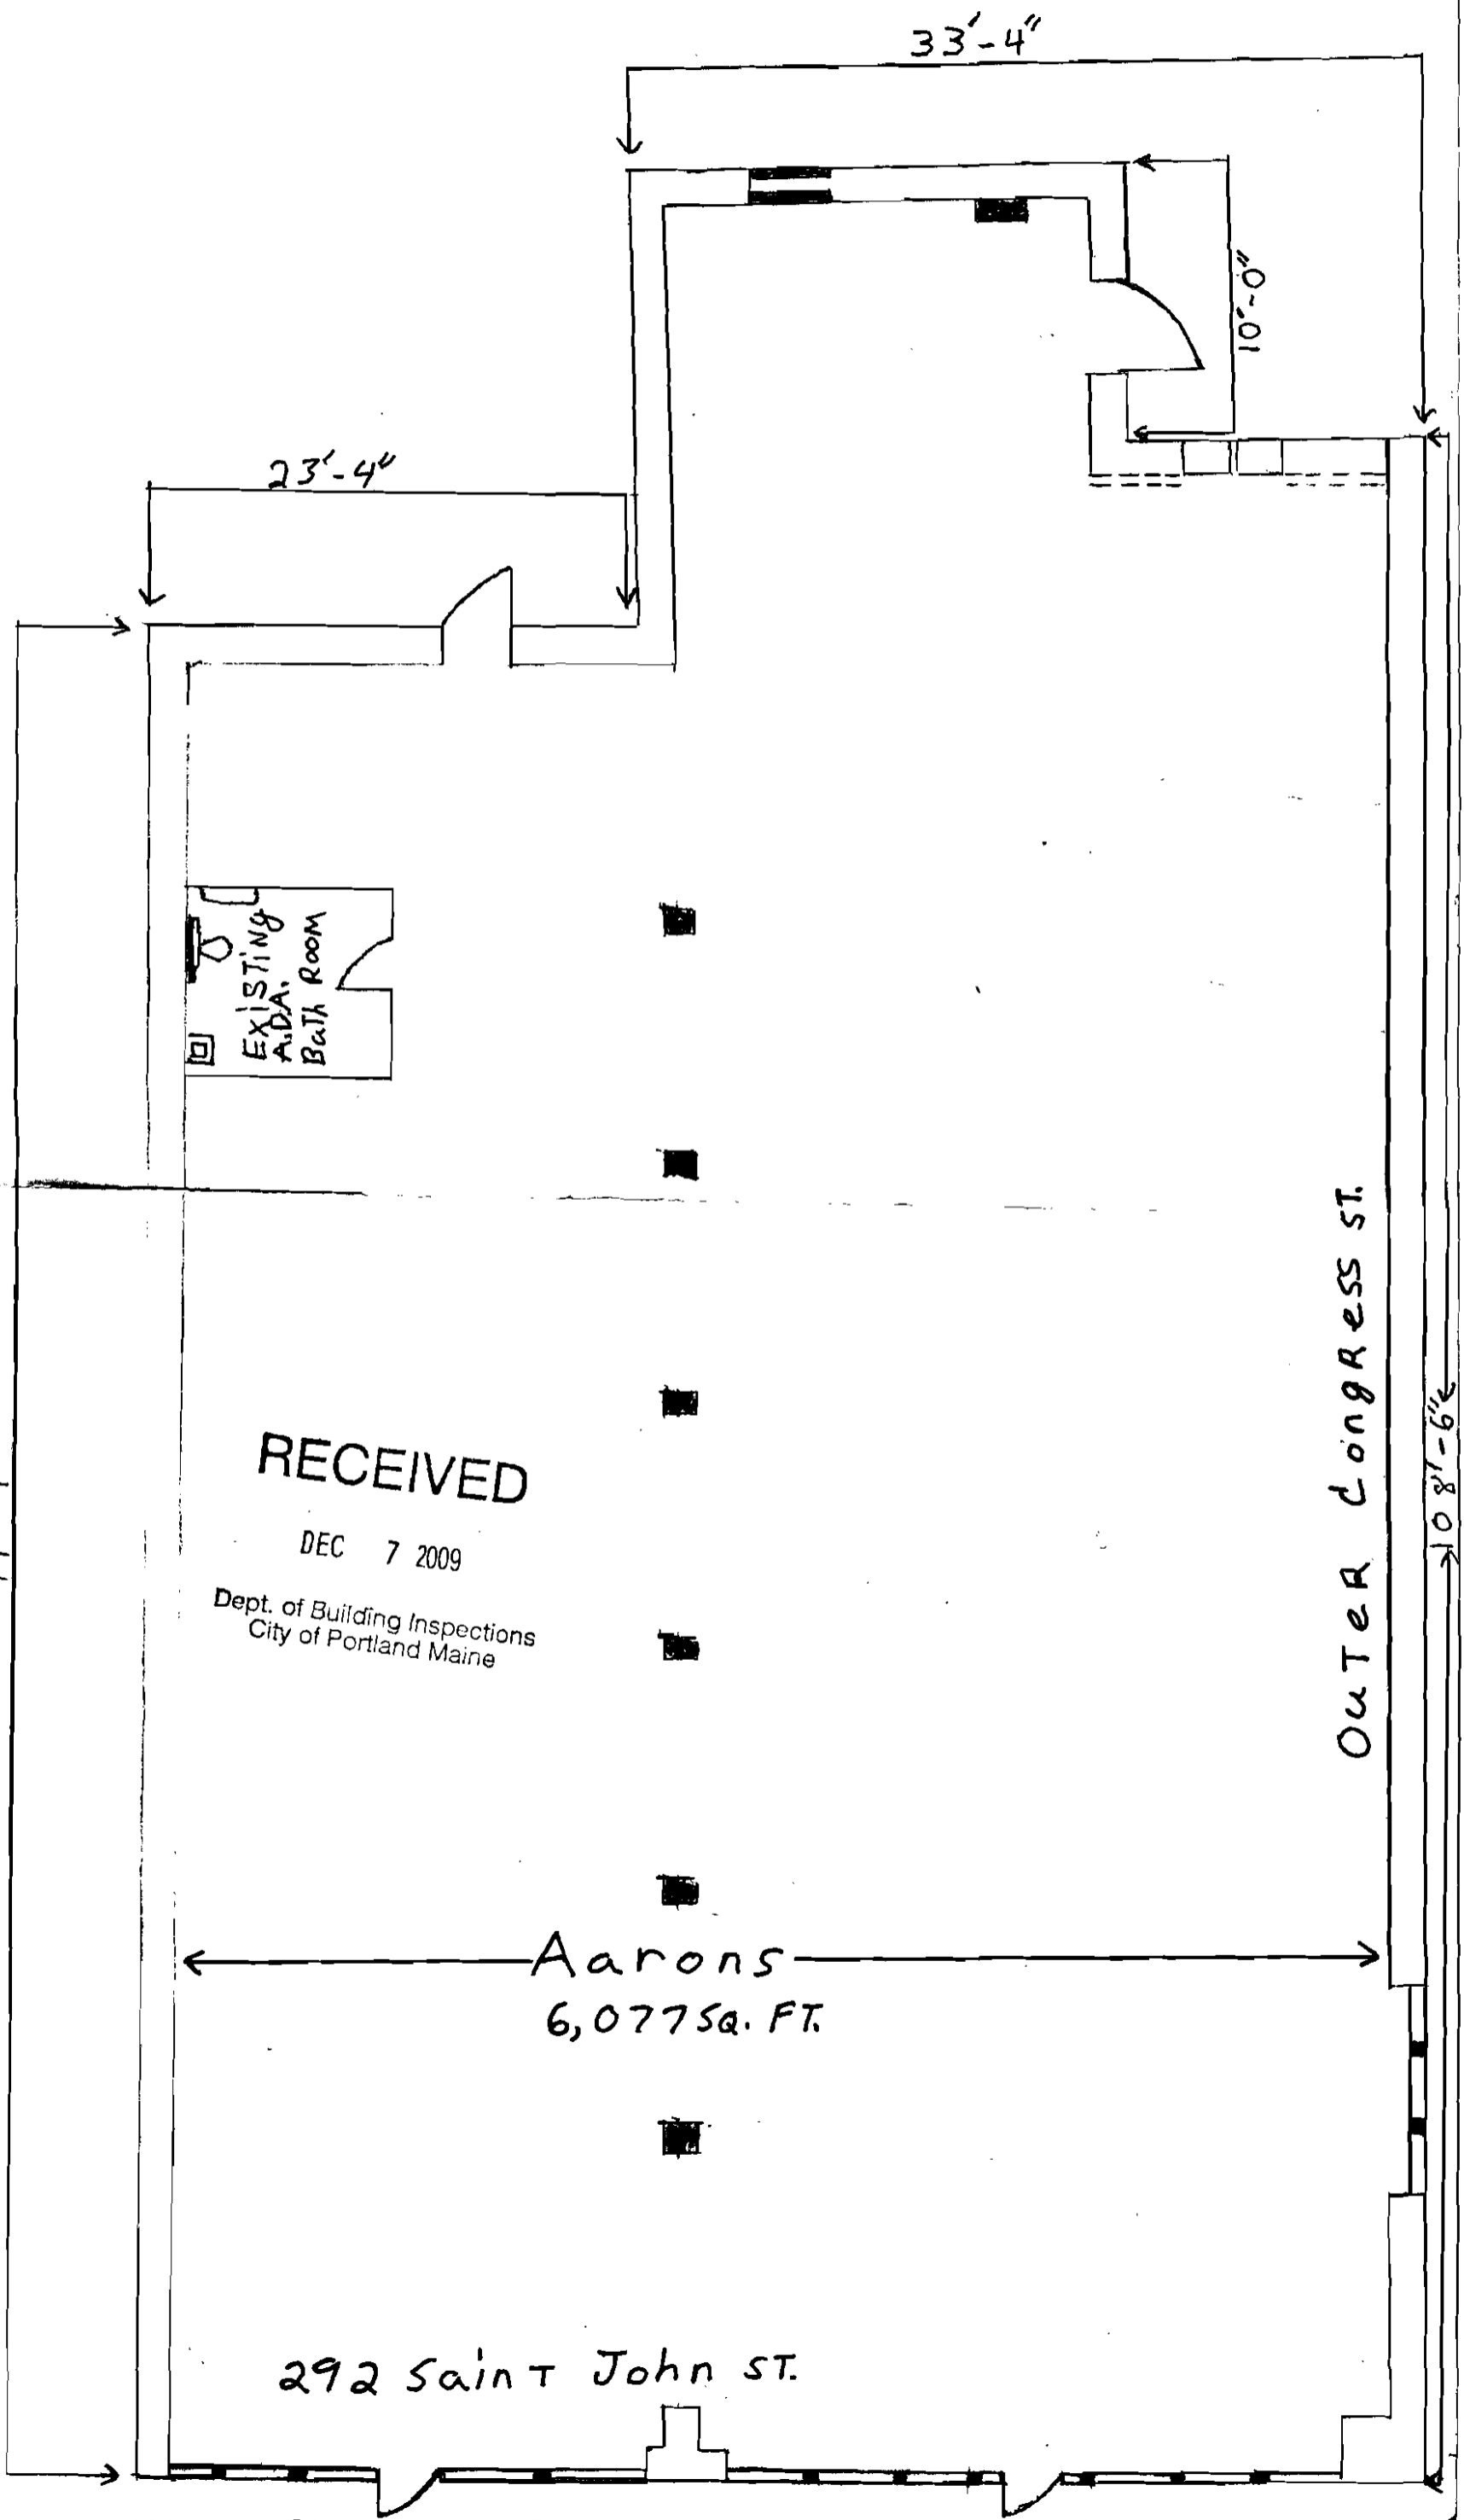 33'-4"
10'-0"
23'-4"
EXISTING
A.D.A.
Bath ROOM
OUTER CongRess ST.
108'-6"
RECEIVED
DEC 7 2009
Dept. of Building Inspections
City of Portland Maine
Aarons
6,077 SQ. FT.
292 Saint John ST.